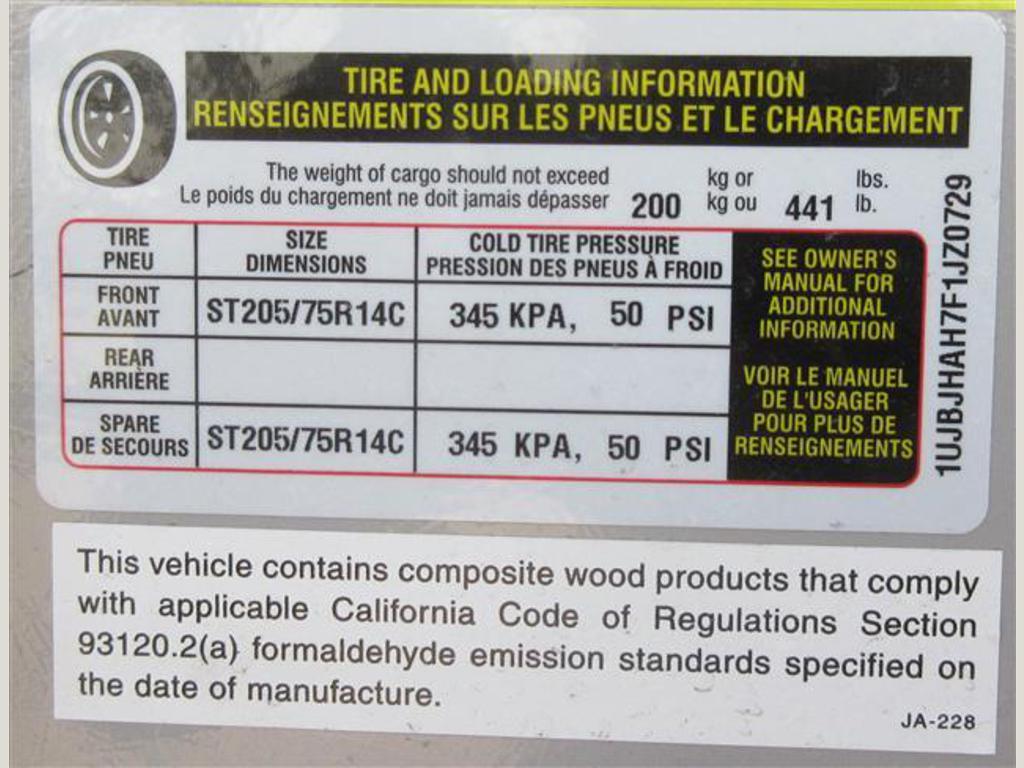 TIRE AND LOADING INFORMATION
RENSEIGNEMENTS SUR LES PNEUS ET LE CHARGEMENT
The weight of cargo should not exceed 200 kg or 441 lbs.
Le poids du chargement ne doit jamais dépasser kg ou lb.
TIRE PNEU SIZE DIMENSIONS COLD TIRE PRESSURE PRESSION DES PNEUS À FROID
FRONT AVANT ST205/75R14C 345 KPA, 50 PSI
REAR ARRIÈRE
SPARE DE SECOURS ST205/75R14C 345 KPA, 50 PSI
SEE OWNER'S
MANUAL FOR
ADDITIONAL
INFORMATION
VOIR LE MANUEL
DE L'USAGER
POUR PLUS DE
RENSEIGNEMENTS
1UJBJHAH7F1JZ0729
This vehicle contains composite wood products that comply
with applicable California Code of Regulations Section
93120.2(a) formaldehyde emission standards specified on
the date of manufacture.
JA-228